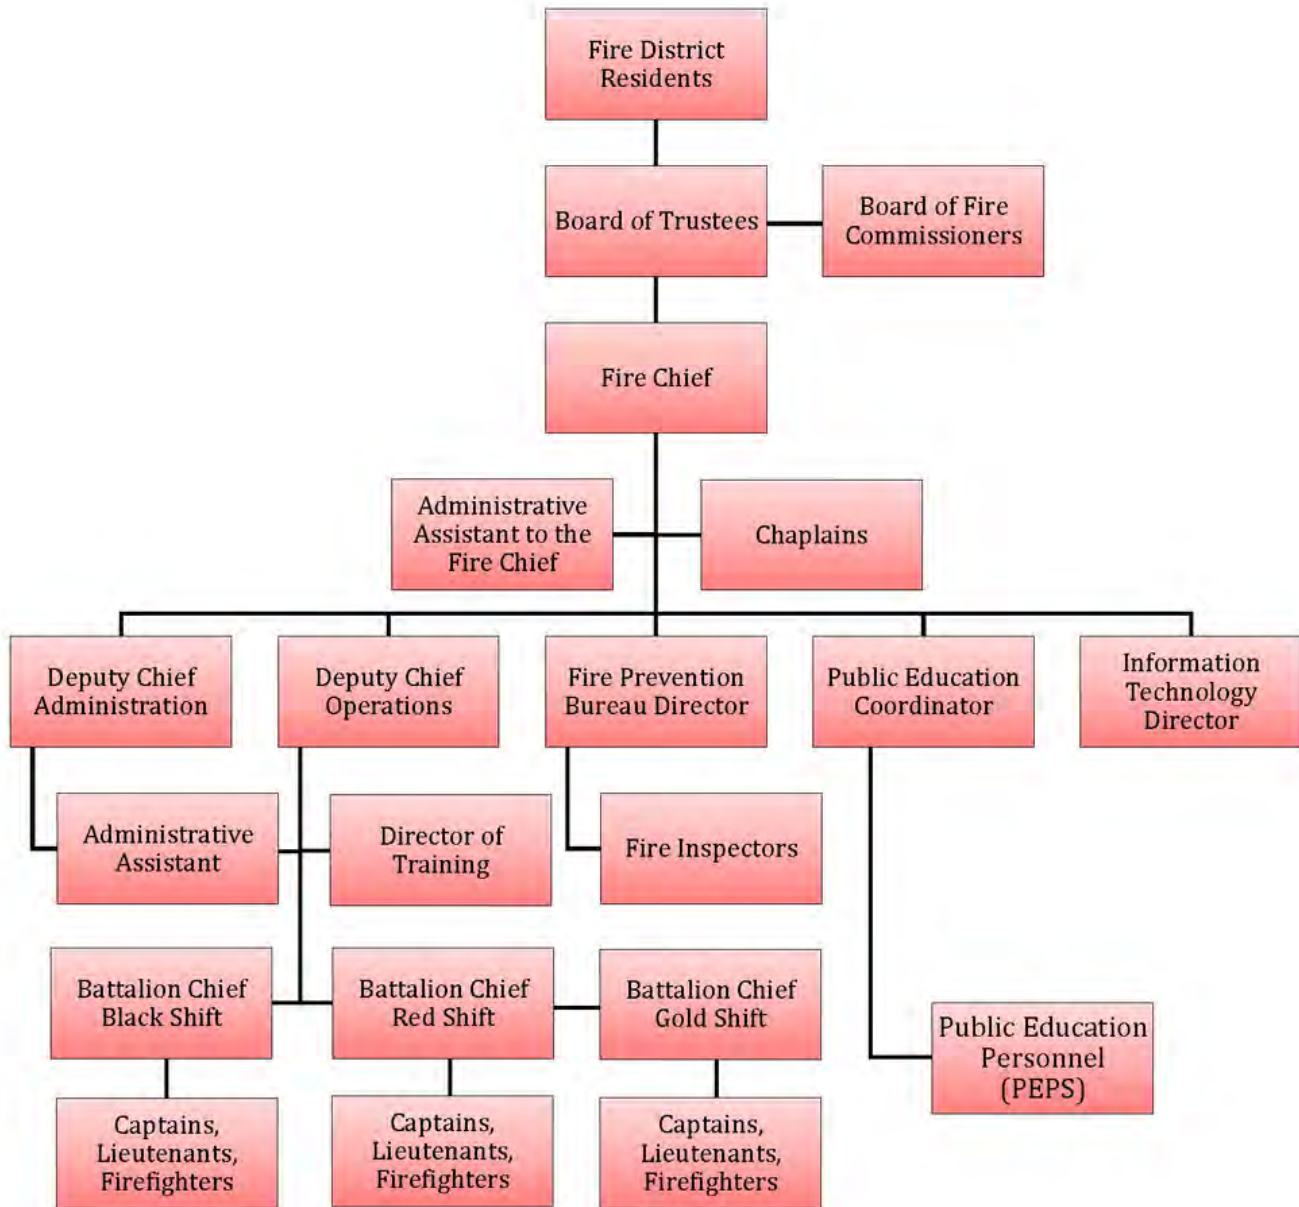 Fire District
Residents
Board of Trustees
Board of Fire
Commissioners
Fire Chief
Administrative
Assistant to the
Fire Chief
Chaplains
Deputy Chief
Administration
Deputy Chief
Operations
Fire Prevention
Bureau Director
Public Education
Coordinator
Information
Technology
Director
Administrative
Assistant
Director of
Training
Fire Inspectors
Battalion Chief
Black Shift
Battalion Chief
Red Shift
Battalion Chief
Gold Shift
Public Education
Personnel
(PEPS)
Captains,
Lieutenants,
Firefighters
Captains,
Lieutenants,
Firefighters
Captains,
Lieutenants,
Firefighters